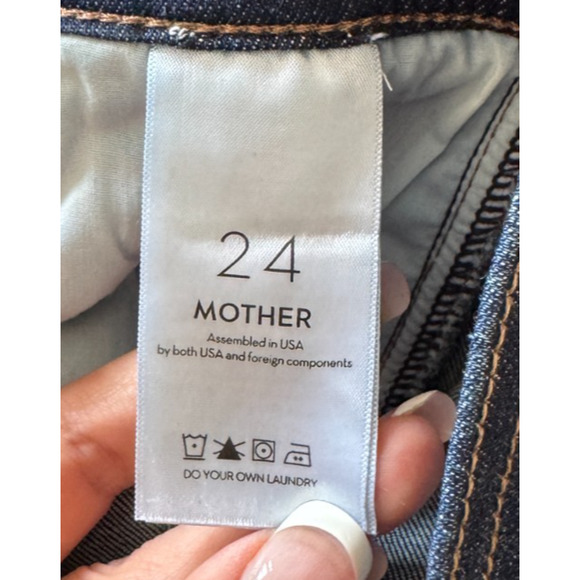 24
MOTHER
Assembled in USA
by both USA and foreign components
DO YOUR OWN LAUNDRY